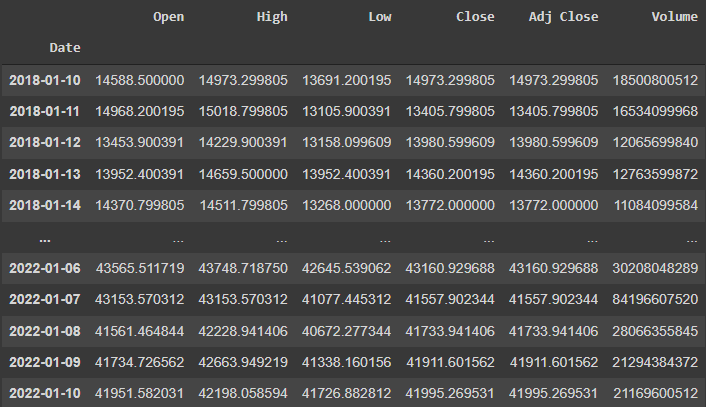 Open High Low Close Adj Close Volume
Date
2018-01-10 14588.500000 14973.299805 13691.200195 14973.299805 14973.299805 18500800512
2018-01-11 14968.200195 15018.799805 13105.900391 13405.799805 13405.799805 16534099968
2018-01-12 13453.900391 14229.900391 13158.099609 13980.599609 13980.599609 12065699840
2018-01-13 13952.400391 14659.500000 13952.400391 14360.200195 14360.200195 12763599872
2018-01-14 14370.799805 14511.799805 13268.000000 13772.000000 13772.000000 11084099584
... ... ... ... ... ... ...
2022-01-06 43565.511719 43748.718750 42645.539062 43160.929688 43160.929688 30208048289
2022-01-07 43153.570312 43153.570312 41077.445312 41557.902344 41557.902344 84196607520
2022-01-08 41561.464844 42228.941406 40672.277344 41733.941406 41733.941406 28066355845
2022-01-09 41734.726562 42663.949219 41338.160156 41911.601562 41911.601562 21294384372
2022-01-10 41951.582031 42198.058594 41726.882812 41995.269531 41995.269531 21169600512